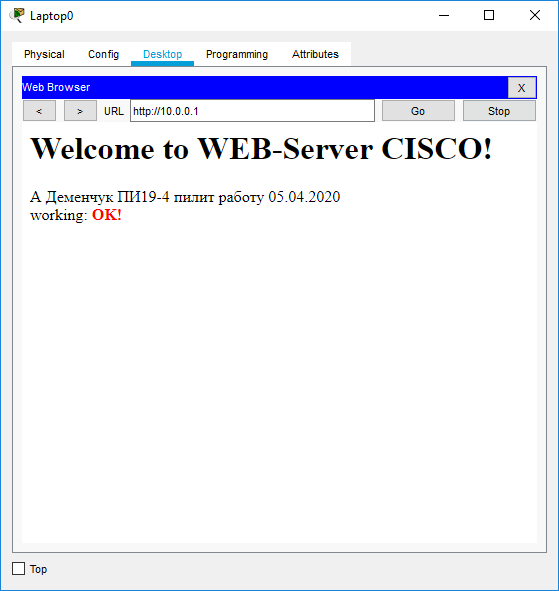 Laptop0
Physical Config Desktop Programming Attributes
Web Browser X
< > URL http://10.0.0.1 Go Stop
Welcome to WEB-Server CISCO!
А Деменчук ПИ19-4 пилит работу 05.04.2020
working: OK!
Top